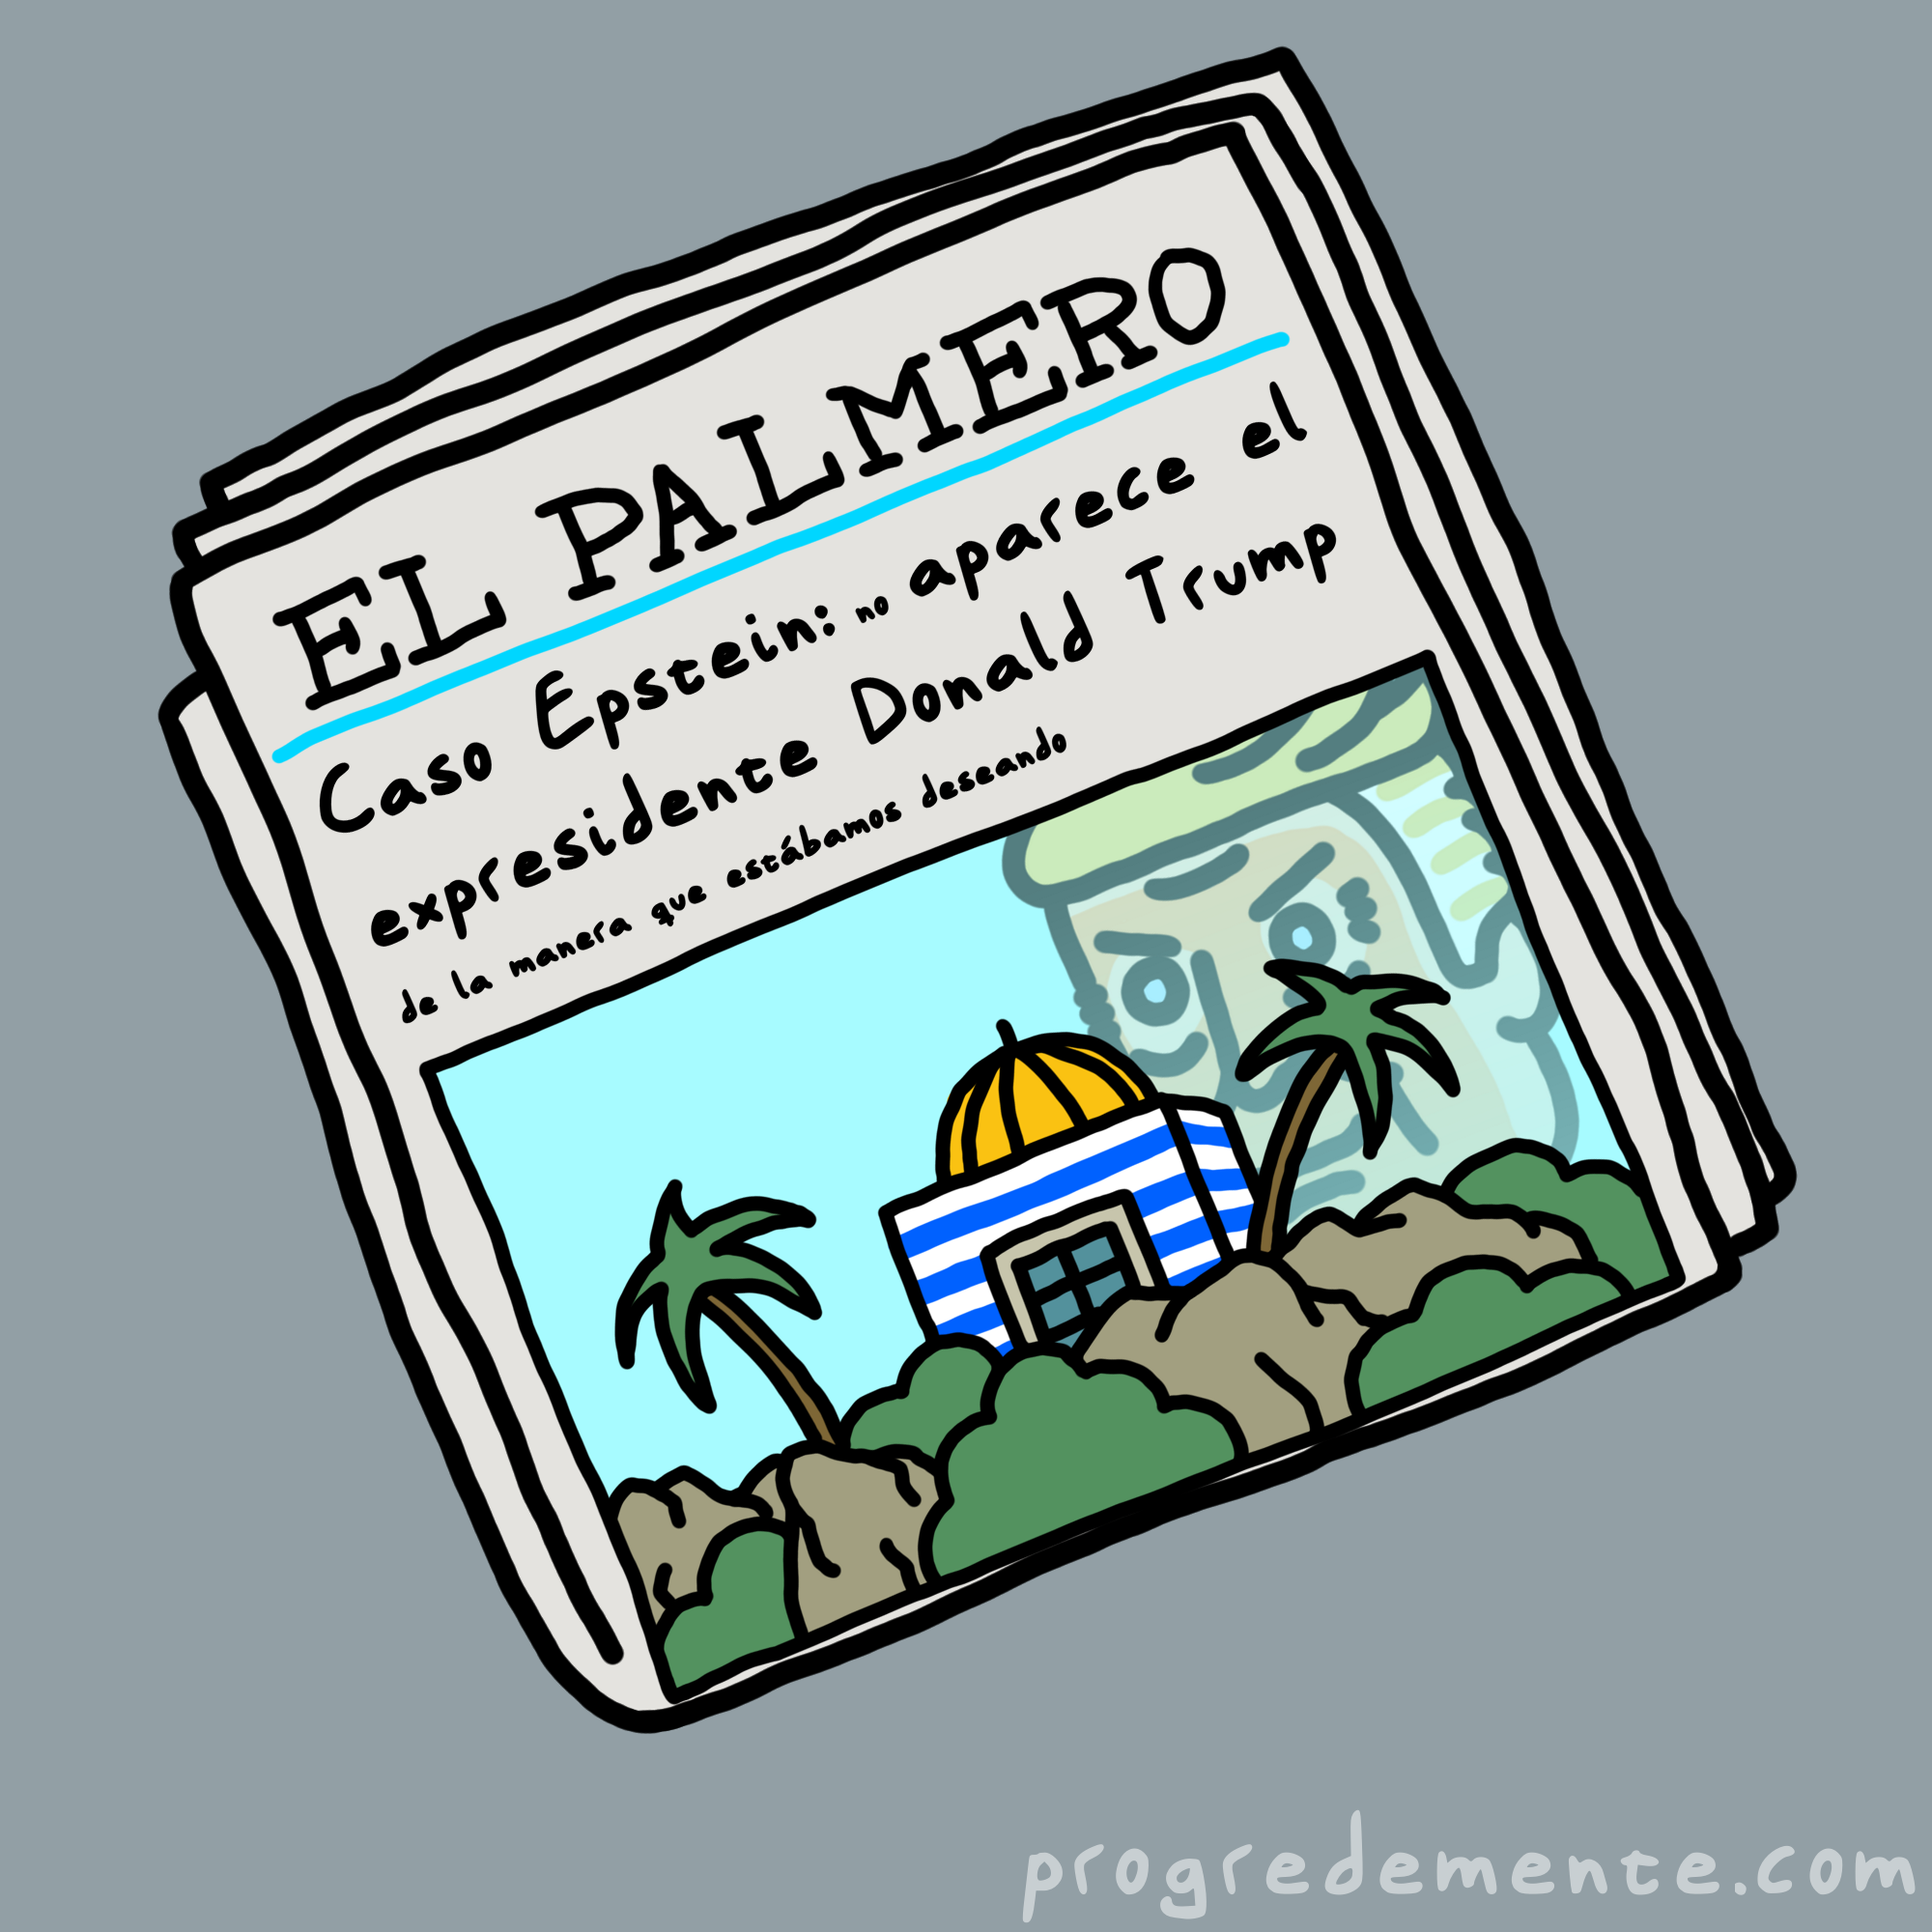 EL PALMERO
Caso Epstein: no aparece el
expresidente Donald Trump
de la manera que estábamos deseando
progredemente.com